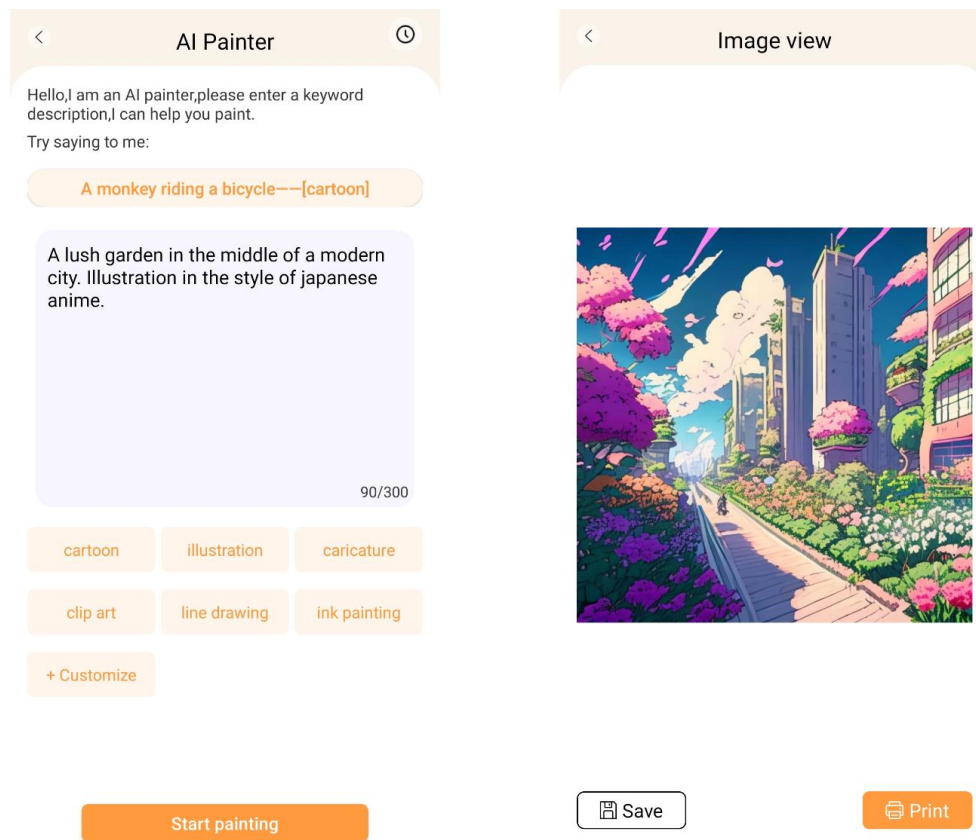 AI Painter
Hello,I am an AI painter,please enter a keyword
description,I can help you paint.
Try saying to me:
A monkey riding a bicycle——[cartoon]
A lush garden in the middle of a modern
city. Illustration in the style of japanese
anime.
90/300
cartoon illustration caricature
clip art line drawing ink painting
+ Customize
Start painting
Image view
Save Print